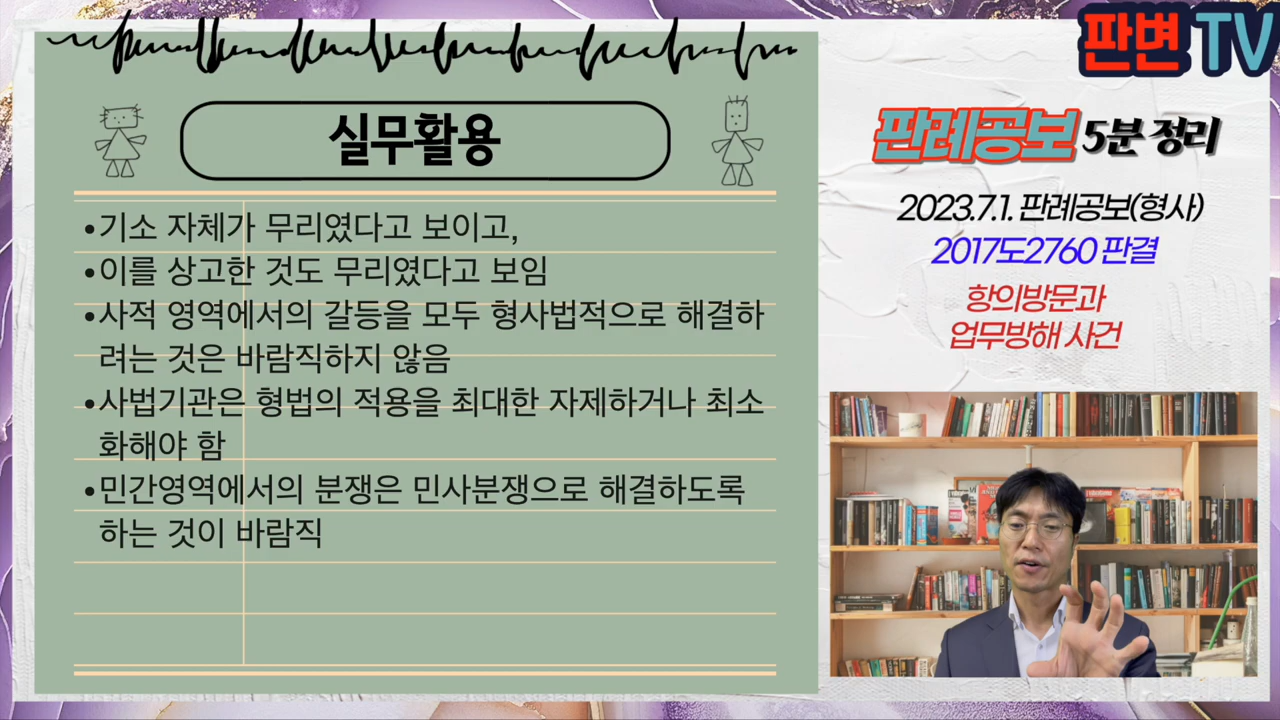 판변 TV
실무활용
•기소 자체가 무리였다고 보이고,
•이를 상고한 것도 무리였다고 보임
•사적 영역에서의 갈등을 모두 형사법적으로 해결하
려는 것은 바람직하지 않음
•사법기관은 형법의 적용을 최대한 자제하거나 최소
화해야 함
•민간영역에서의 분쟁은 민사분쟁으로 해결하도록
하는 것이 바람직
판례공보 5분 정리
2023.7.1. 판례공보(형사)
2017도2760 판결
항의방문과
업무방해 사건